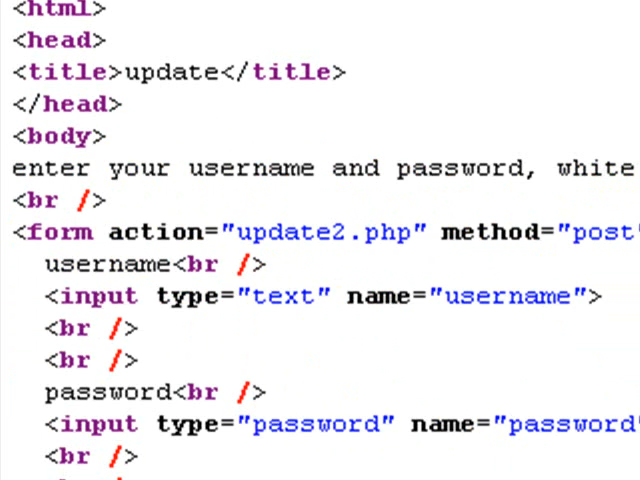 <html>
<head>
<title>update</title>
</head>
<body>
enter your username and password, white
<br />
<form action="update2.php" method="post"
username<br />
<input type="text" name="username">
<br />
<br />
password<br />
<input type="password" name="password"
<br />